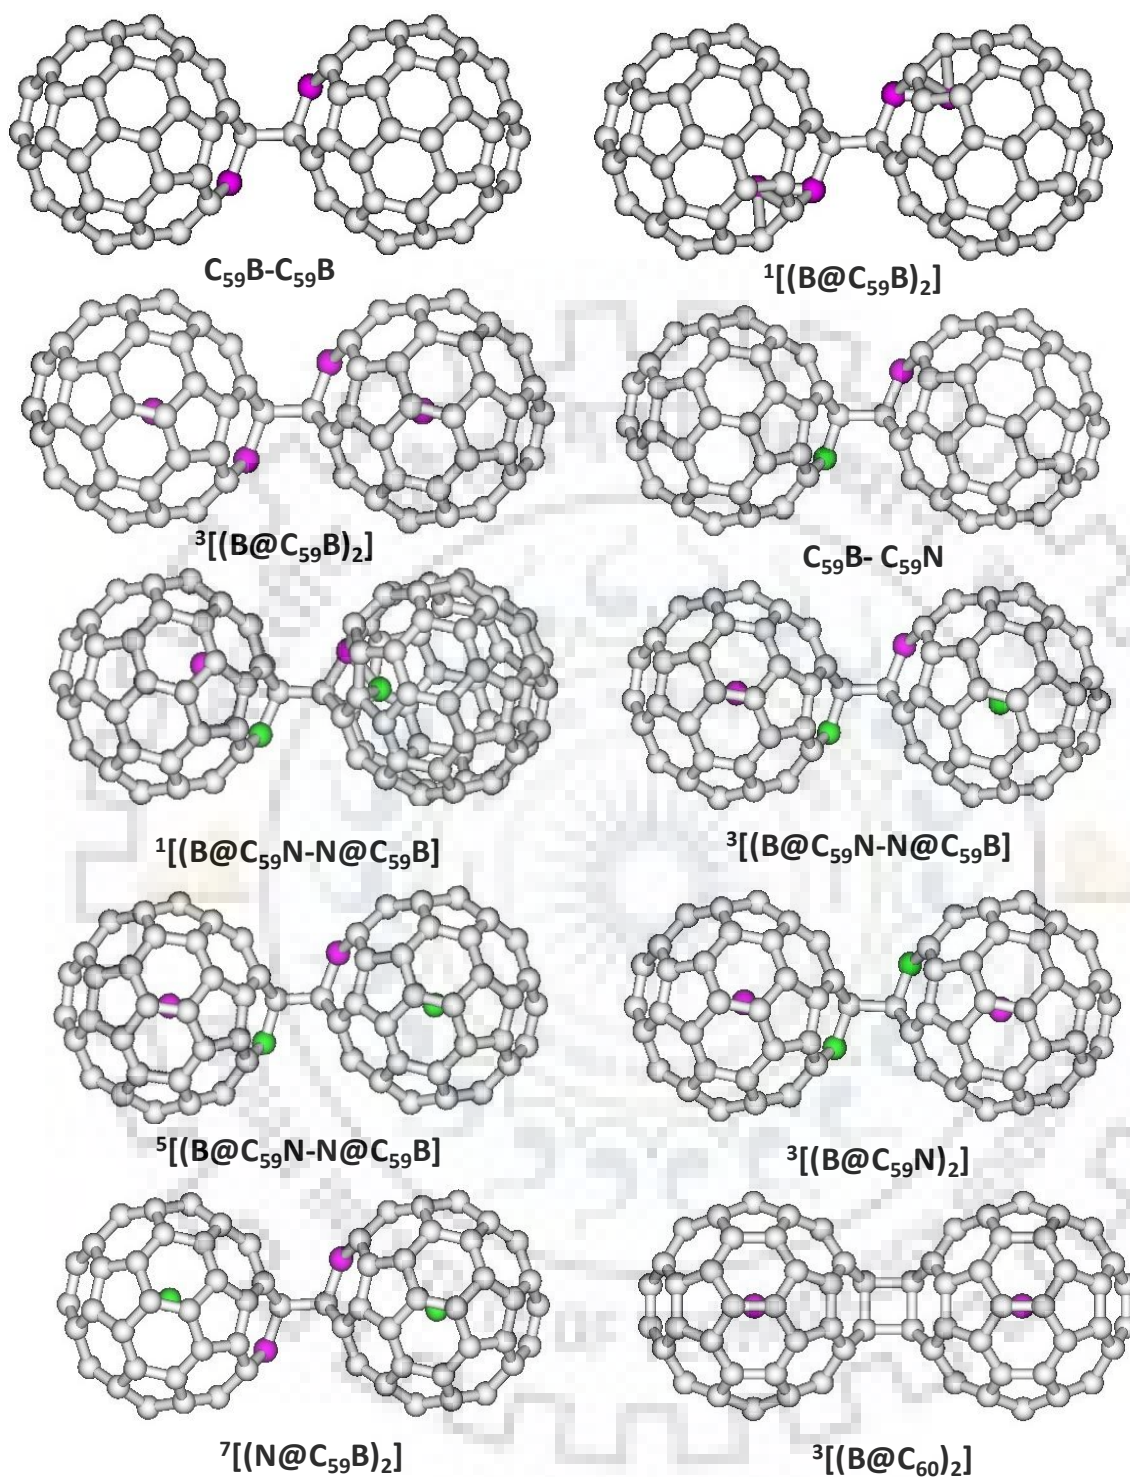 C₅₉B-C₅₉B
¹[(B@C₅₉B)₂]
³[(B@C₅₉B)₂]
C₅₉B- C₅₉N
¹[(B@C₅₉N-N@C₅₉B]
³[(B@C₅₉N-N@C₅₉B]
⁵[(B@C₅₉N-N@C₅₉B]
³[(B@C₅₉N)₂]
⁷[(N@C₅₉B)₂]
³[(B@C₆₀)₂]